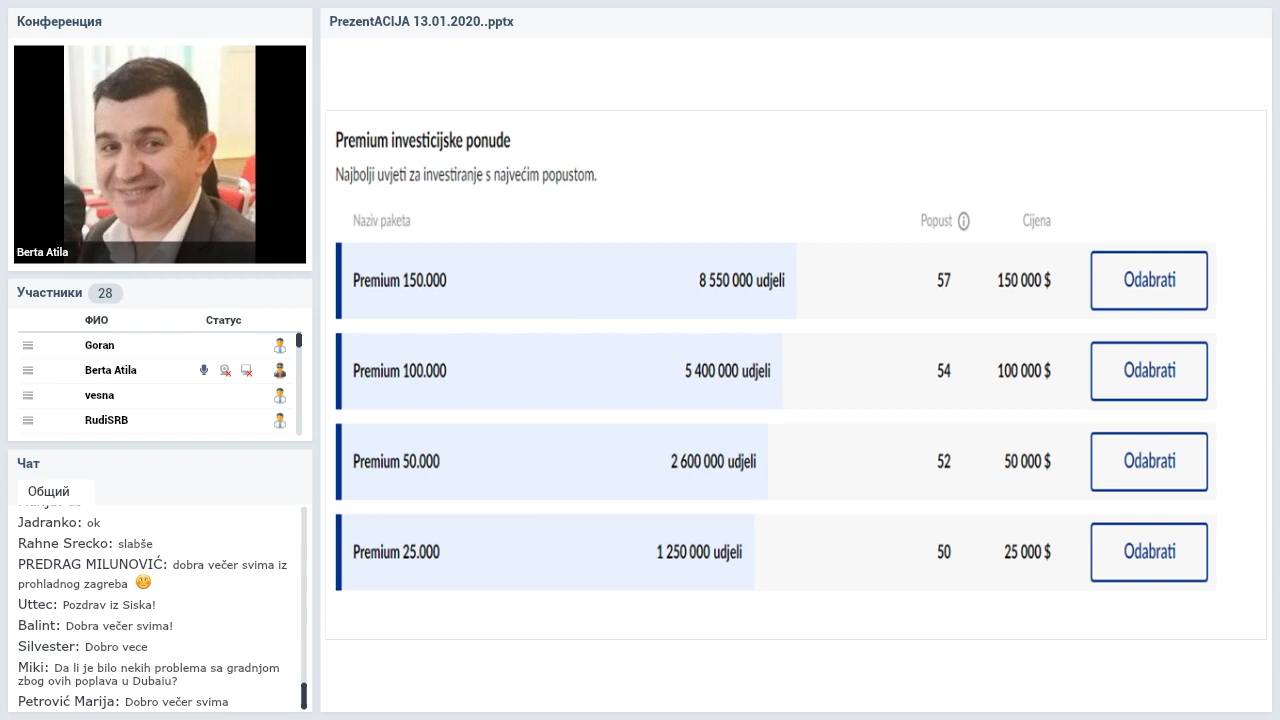 Конференция
Berta Atila
Участники 28
ФИО Статус
Goran
Berta Atila
vesna
RudiSRB
Чат
Общий
Jadranko: ok
Rahne Srecko: slabše
PREDRAG MILUNOVIĆ: dobra večer svima iz
prohladnog zagreba
Uttec: Pozdrav iz Siska!
Balint: Dobra večer svima!
Silvester: Dobro vece
Miki: Da li je bilo nekih problema sa gradnjom
zbog ovih poplava u Dubaiu?
Petrović Marija: Dobro večer svima
PrezentACIJA 13.01.2020..pptx
Premium investicijske ponude
Najbolji uvjeti za investiranje s najvećim popustom.
Naziv paketa Popust Cijena
Premium 150.000 8 550 000 udjeli 57 150 000 $ Odabrati
Premium 100.000 5 400 000 udjeli 54 100 000 $ Odabrati
Premium 50.000 2 600 000 udjeli 52 50 000 $ Odabrati
Premium 25.000 1 250 000 udjeli 50 25 000 $ Odabrati